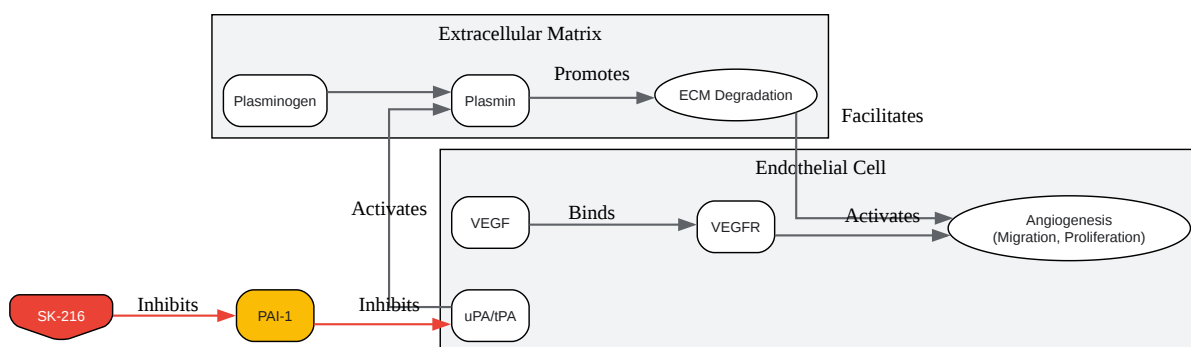 Extracellular Matrix
Plasminogen
Plasmin
Promotes
ECM Degradation
Facilitates
Endothelial Cell
Activates
VEGF
Binds
VEGFR
Activates
Angiogenesis
(Migration, Proliferation)
SK-216
Inhibits
PAI-1
Inhibits
uPA/tPA